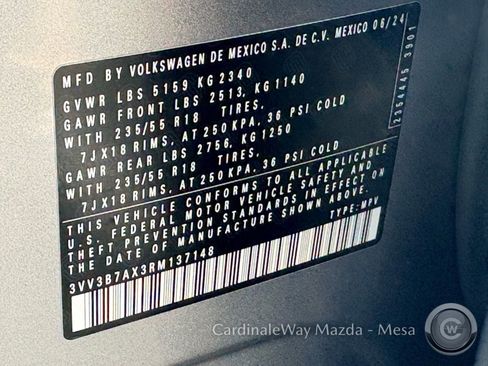 MFD BY VOLKSWAGEN DE MEXICO S.A. DE C.V. MEXICO 06/24
GVWR LBS 5159 KG 2340
GAWR FRONT LBS 2513, KG 1140
WITH 235/55 R18 TIRES,
7JX18 RIMS, AT 250 KPA, 36 PSI COLD
GAWR REAR LBS 2756, KG 1250
WITH 235/55 R18 TIRES,
7JX18 RIMS, AT 250 KPA, 36 PSI COLD
THIS VEHICLE CONFORMS TO ALL APPLICABLE
U.S. FEDERAL MOTOR VEHICLE SAFETY AND
THEFT PREVENTION STANDARDS IN EFFECT ON
THE DATE OF MANUFACTURE SHOWN ABOVE.
TYPE: MPV
3VV3B7AX3RM137148
2354445 3901
CardinaleWay Mazda - Mesa
CW